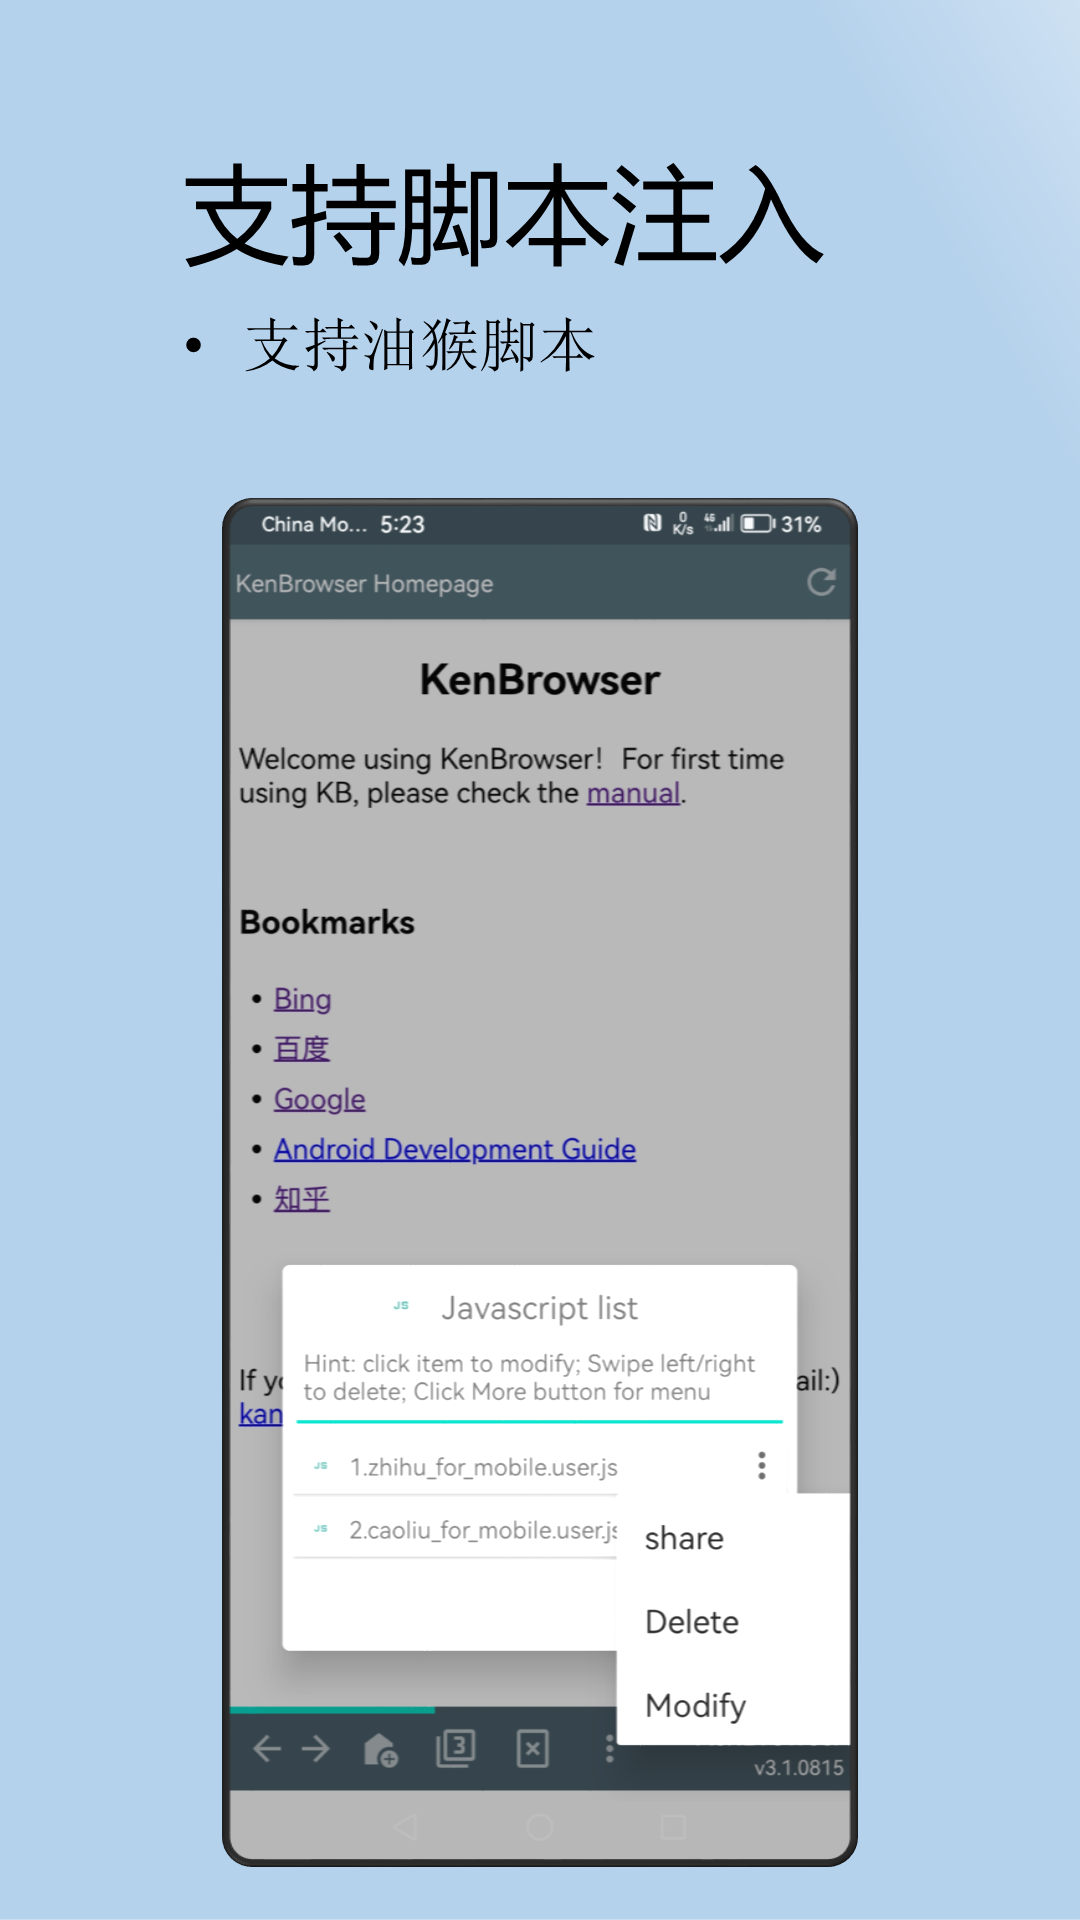 支持脚本注入
• 支持油猴脚本
China Mo... 5:23
0 K/s 4G 31%
KenBrowser Homepage
KenBrowser
Welcome using KenBrowser! For first time
using KB, please check the manual.
Bookmarks
• Bing
• 百度
• Google
• Android Development Guide
• 知乎
JS Javascript list
Hint: click item to modify; Swipe left/right
to delete; Click More button for menu
If yo
ail:)
kan
JS 1.zhihu_for_mobile.user.js
JS 2.caoliu_for_mobile.user.js
share
Delete
Modify
3
v3.1.0815